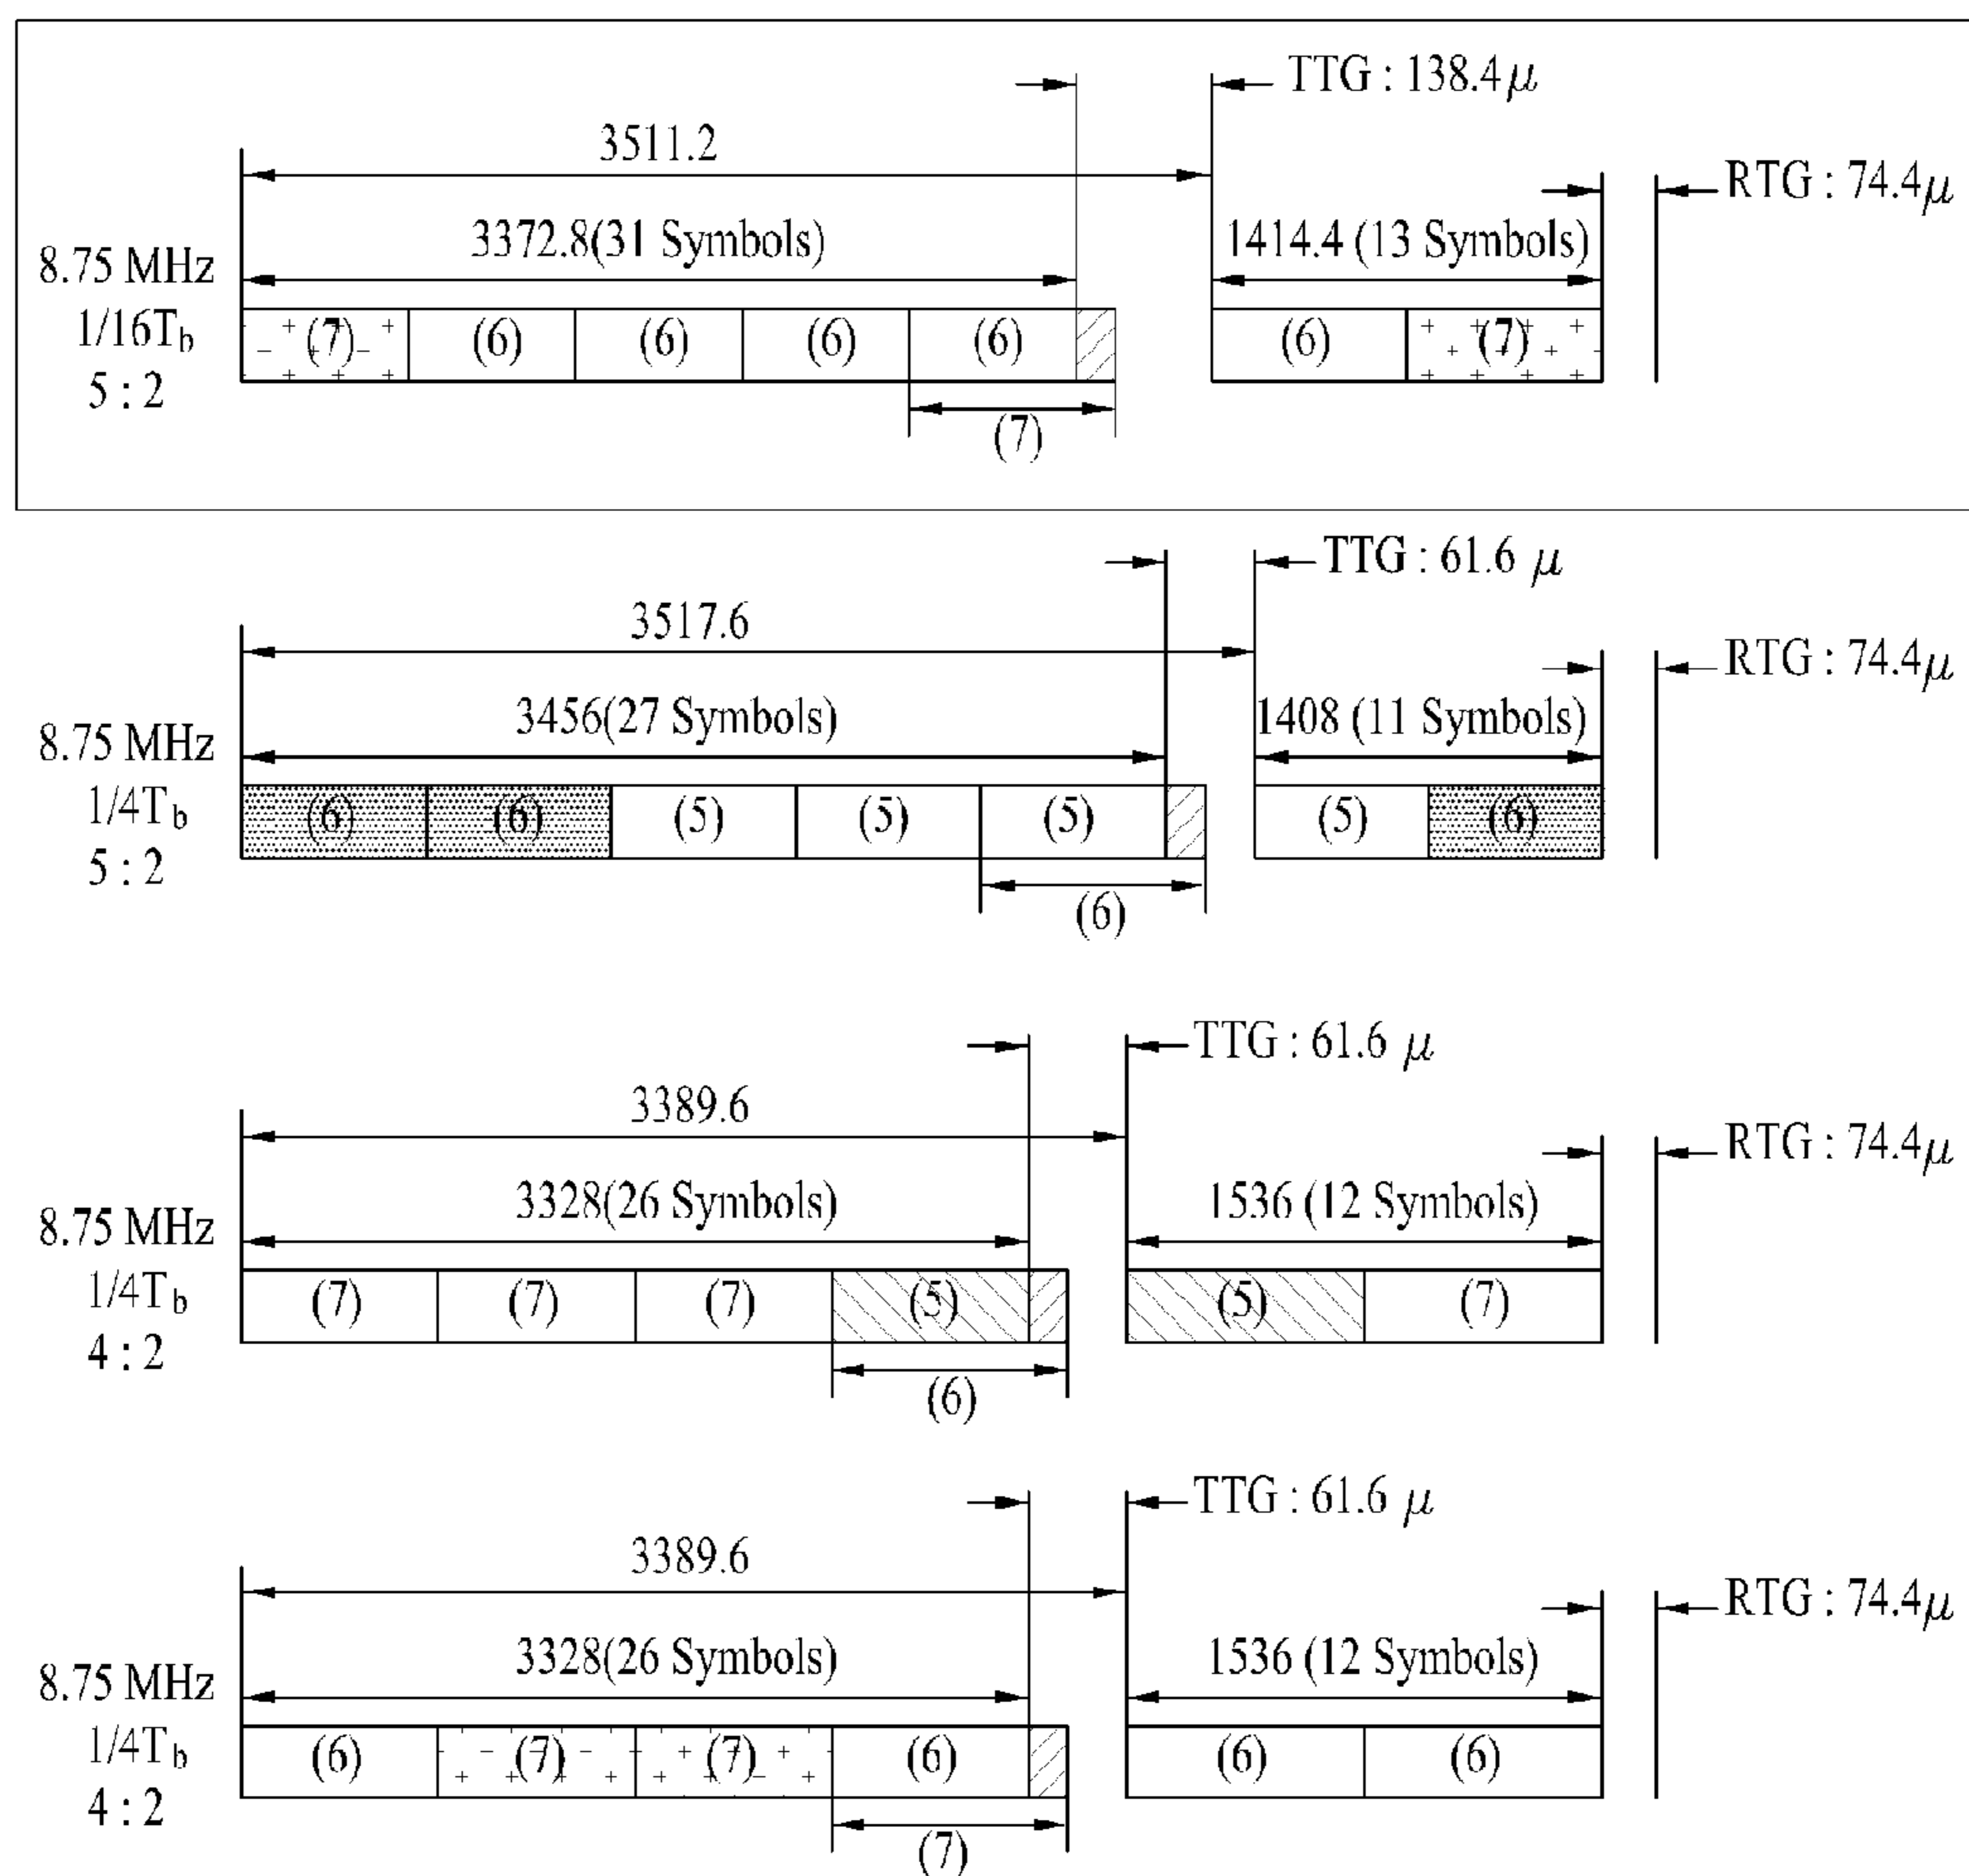 TTG : 138.4μ
3511.2
RTG : 74.4μ
3372.8(31 Symbols)
1414.4 (13 Symbols)
8.75 MHz
1/16Tb
5 : 2
(7) (6) (6) (6) (6) (6) (7)
(7)
TTG : 61.6 μ
3517.6
RTG : 74.4μ
3456(27 Symbols)
1408 (11 Symbols)
8.75 MHz
1/4Tb
5 : 2
(6) (6) (5) (5) (5) (5) (6)
(6)
TTG : 61.6 μ
3389.6
RTG : 74.4μ
3328(26 Symbols)
1536 (12 Symbols)
8.75 MHz
1/4Tb
4 : 2
(7) (7) (7) (5) (5) (7)
(6)
TTG : 61.6 μ
3389.6
RTG : 74.4μ
3328(26 Symbols)
1536 (12 Symbols)
8.75 MHz
1/4Tb
4 : 2
(6) (7) (7) (6) (6) (6)
(7)